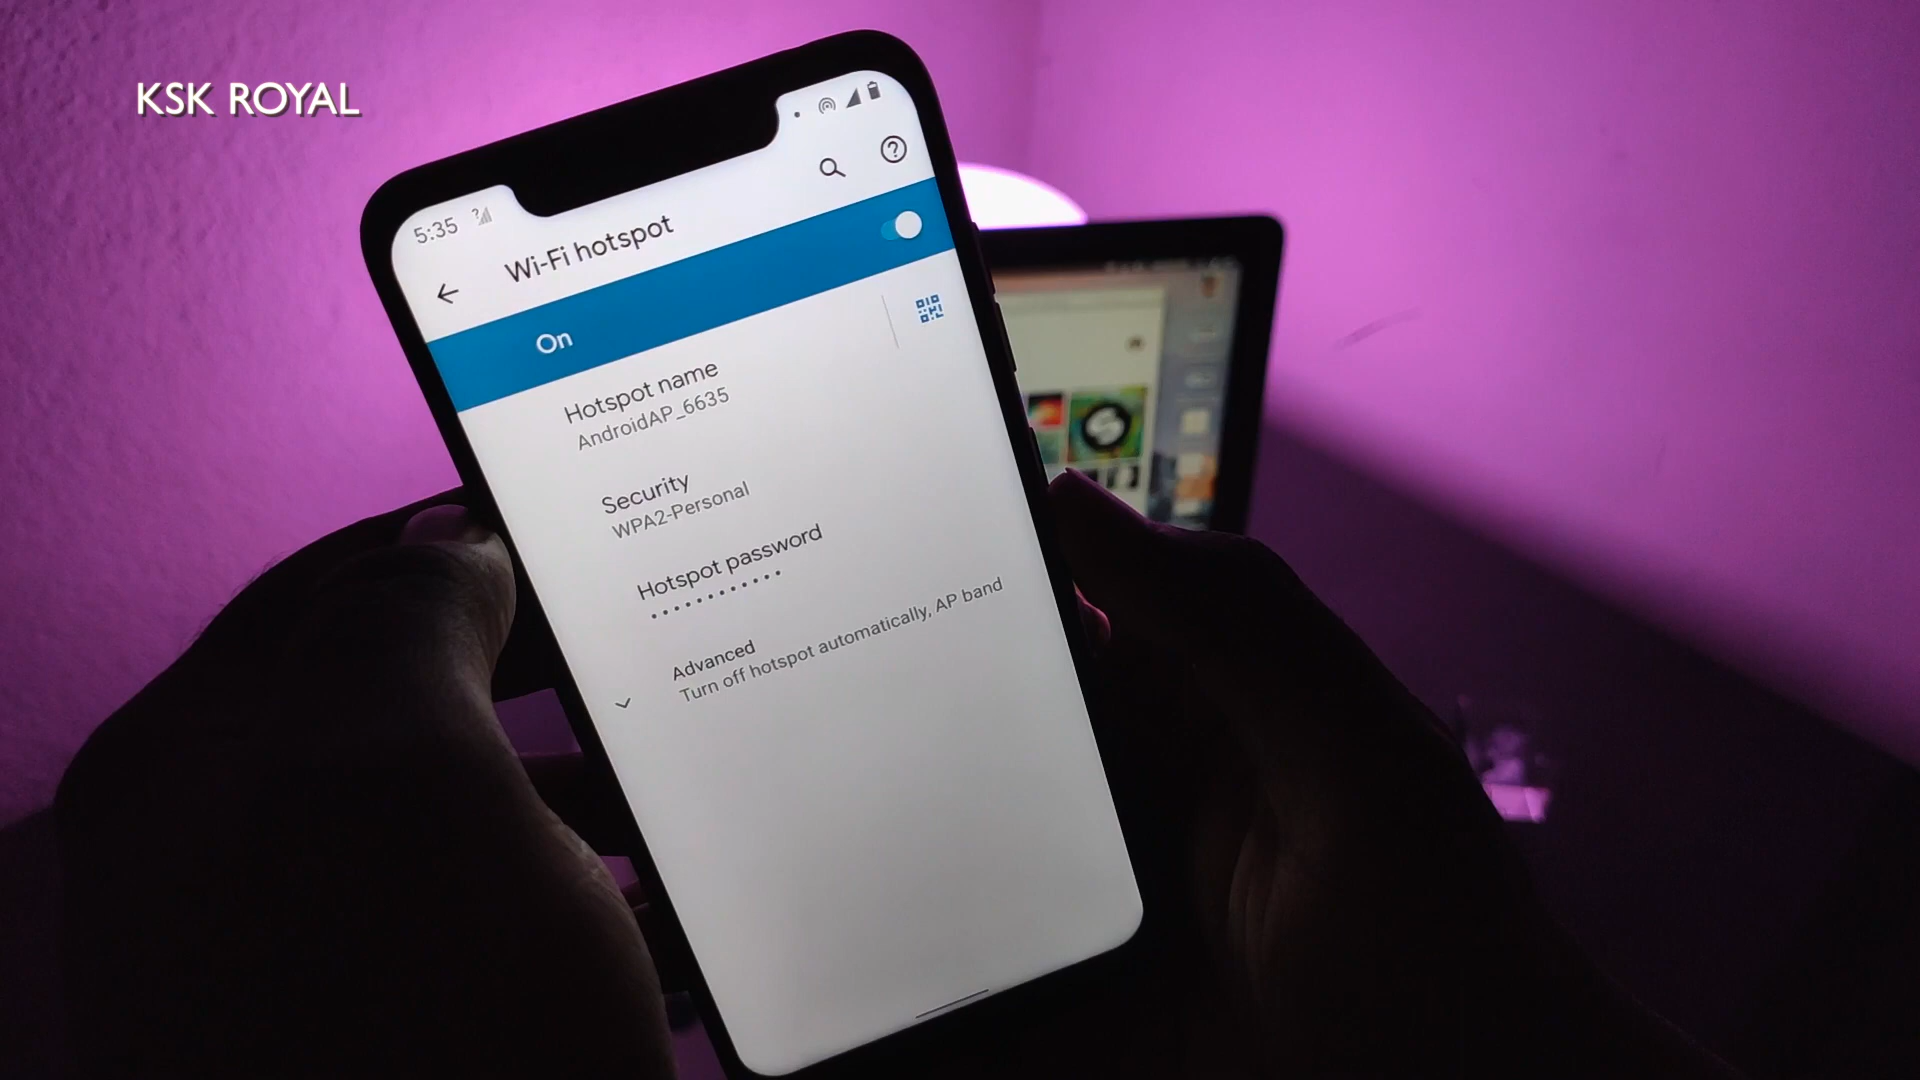 KSK ROYAL
5:35
Wi-Fi hotspot
On
Hotspot name
AndroidAP_6635
Security
WPA2-Personal
Hotspot password
••••••••••••
Advanced
Turn off hotspot automatically, AP band